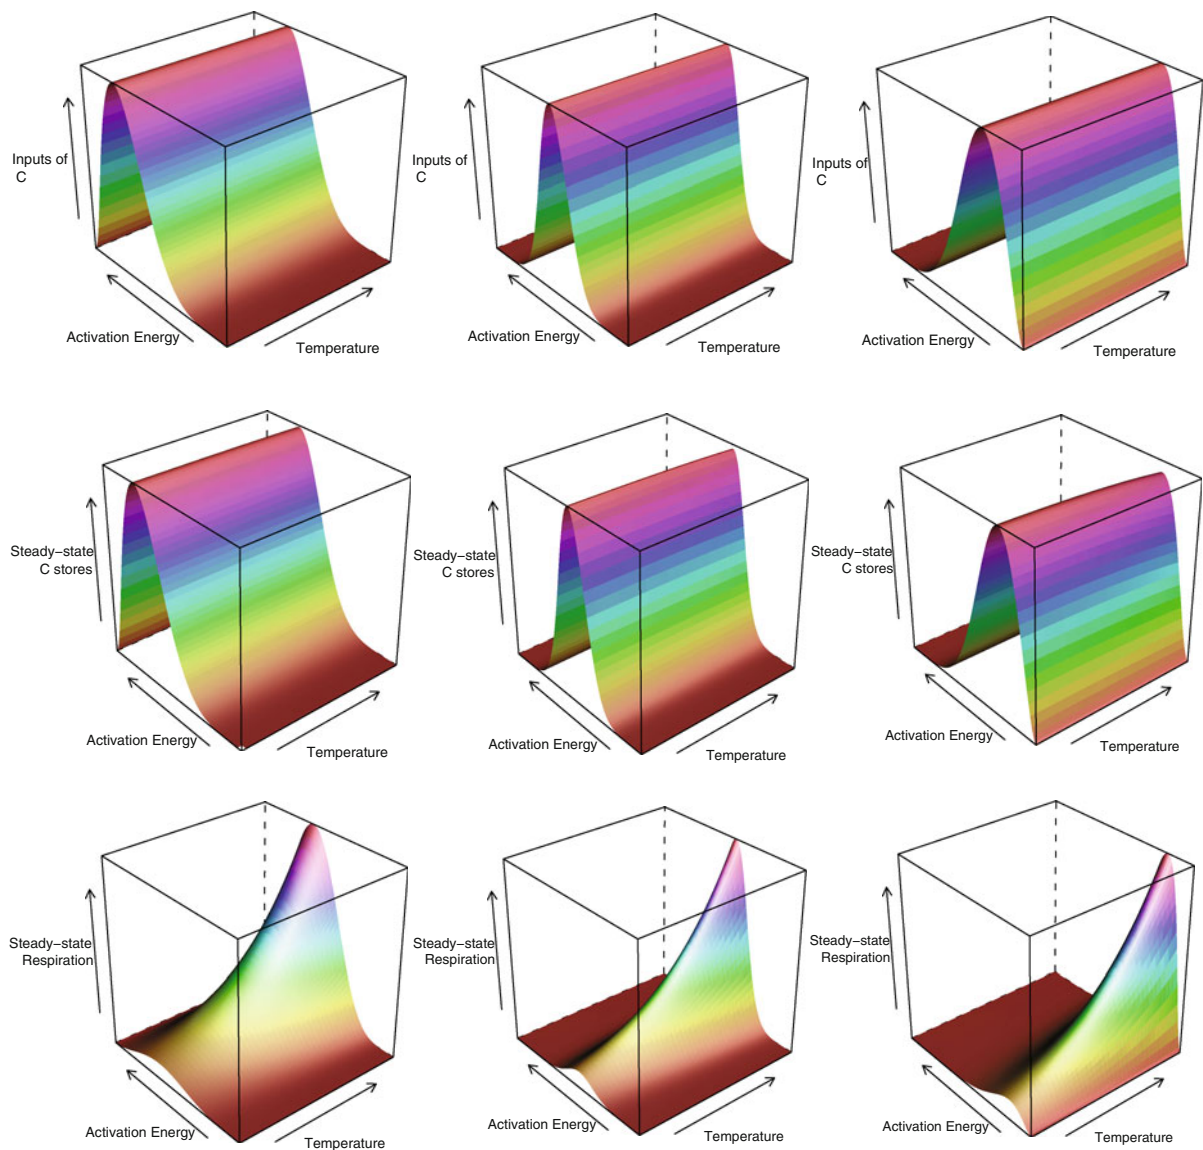 Inputs of
C
Activation Energy
Temperature
Inputs of
C
Activation Energy
Temperature
Inputs of
C
Activation Energy
Temperature
Steady-state
C stores
Activation Energy
Temperature
Steady-state
C stores
Activation Energy
Temperature
Steady-state
C stores
Activation Energy
Temperature
Steady-state
Respiration
Activation Energy
Temperature
Steady-state
Respiration
Activation Energy
Temperature
Steady-state
Respiration
Activation Energy
Temperature